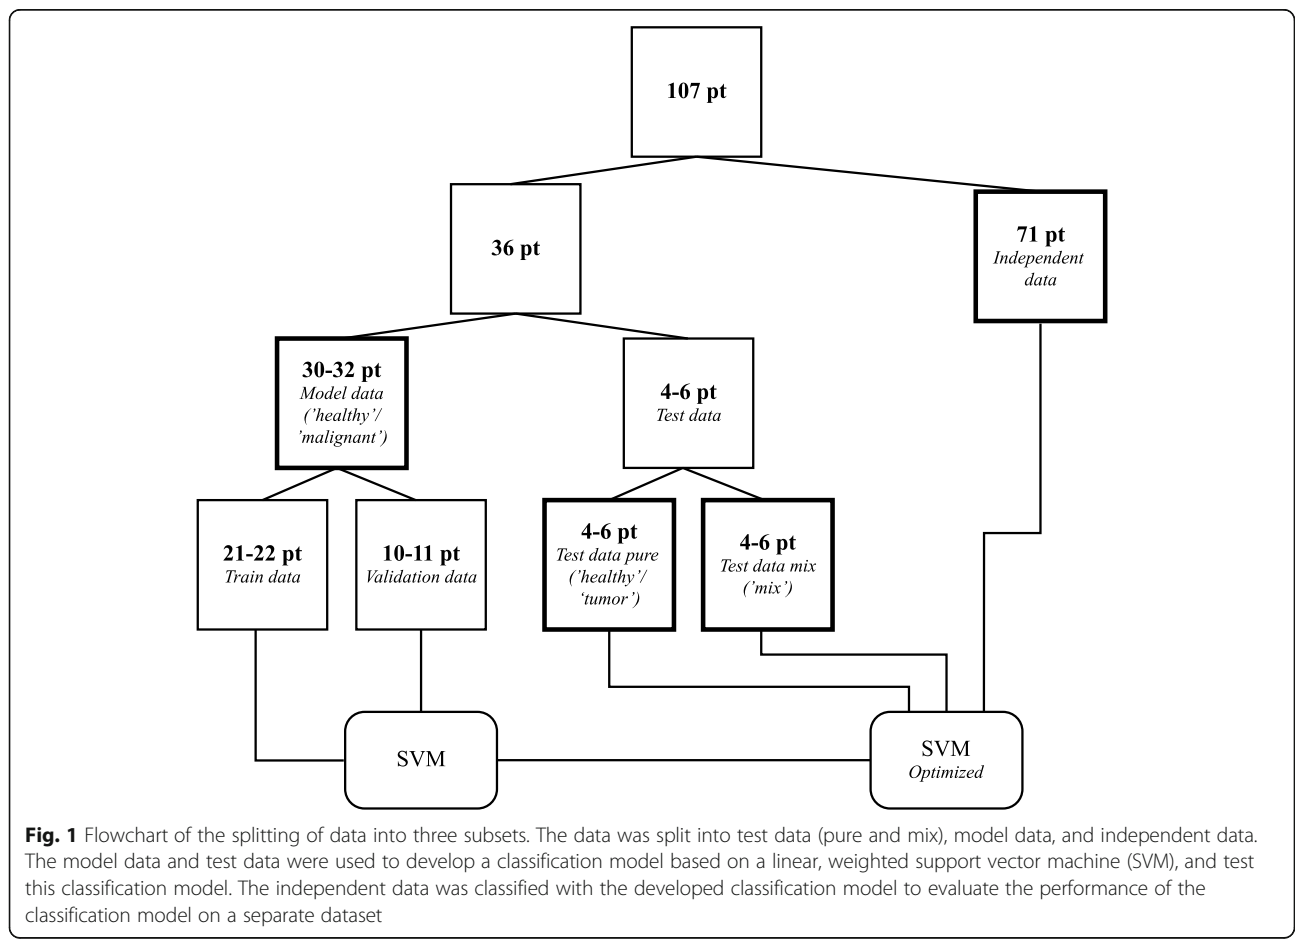 107 pt
36 pt
71 pt
Independent
data
30-32 pt
Model data
('healthy'/
'malignant')
4-6 pt
Test data
21-22 pt
Train data
10-11 pt
Validation data
4-6 pt
Test data pure
('healthy'/
‘tumor’)
4-6 pt
Test data mix
('mix')
SVM
SVM
Optimized
Fig. 1 Flowchart of the splitting of data into three subsets. The data was split into test data (pure and mix), model data, and independent data.
The model data and test data were used to develop a classification model based on a linear, weighted support vector machine (SVM), and test
this classification model. The independent data was classified with the developed classification model to evaluate the performance of the
classification model on a separate dataset